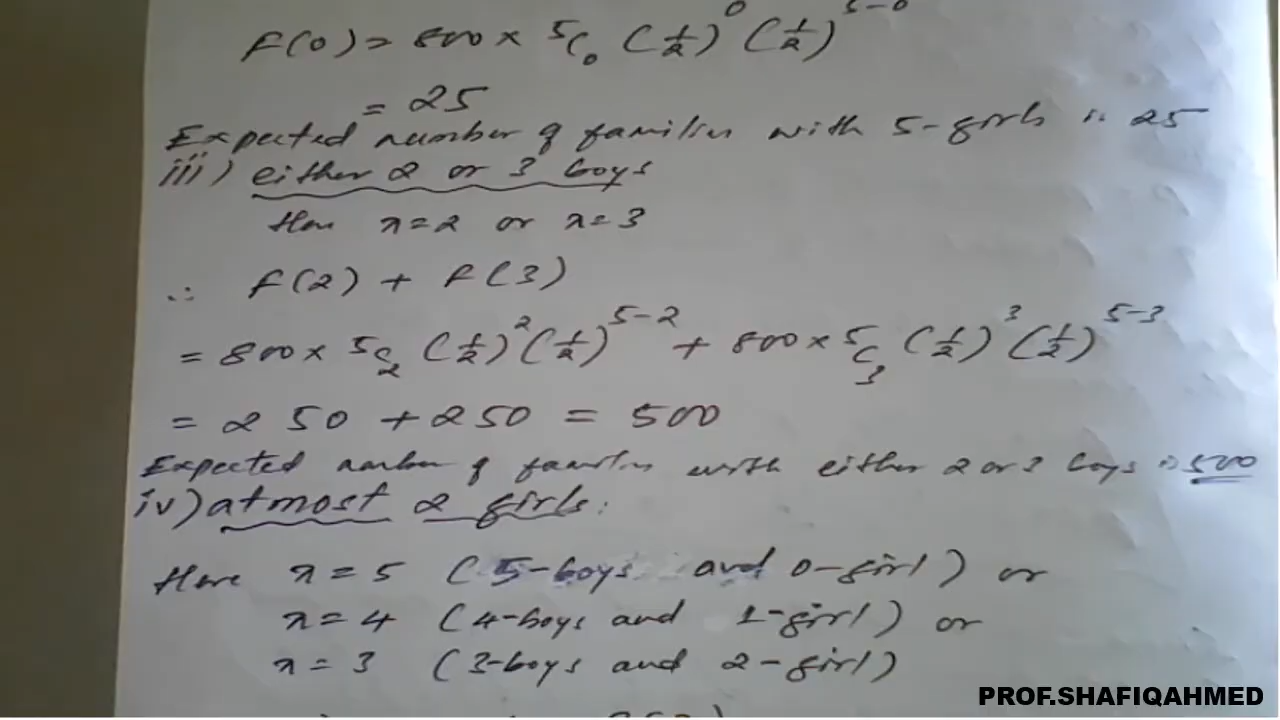 F(0) = 800 × ⁵C₀ (1/2)⁰ (1/2)⁵⁻⁰
= 25
Expected number of families with 5-girls is 25
iii) either 2 or 3 boys
Here x=2 or x=3
∴ F(2) + F(3)
= 800 × ⁵C₂ (1/2)² (1/2)⁵⁻² + 800 × ⁵C₃ (1/2)³ (1/2)⁵⁻³
= 250 + 250 = 500
Expected number of families with either 2 or 3 boys is 500
iv) atmost 2 girls:
Here x = 5 (5-boys and 0-girl) or
x = 4 (4-boys and 1-girl) or
x = 3 (3-boys and 2-girl)
PROF.SHAFIQAHMED